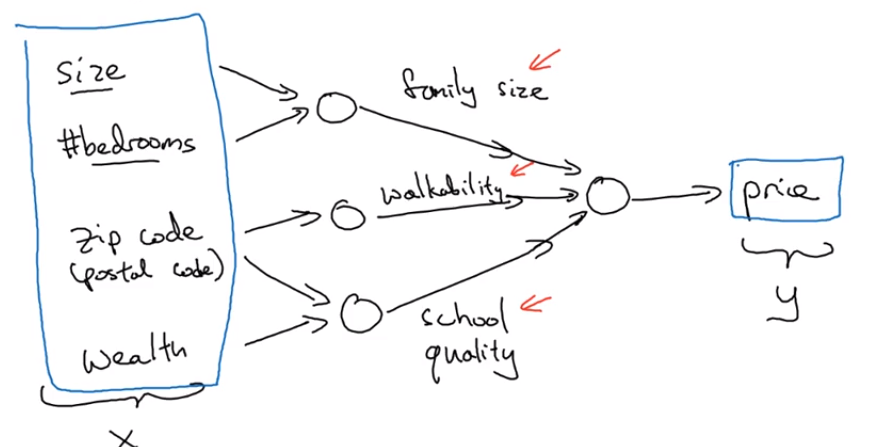 size
#bedrooms
zip code
(postal code)
wealth
X
family size
walkability
school
quality
price
y